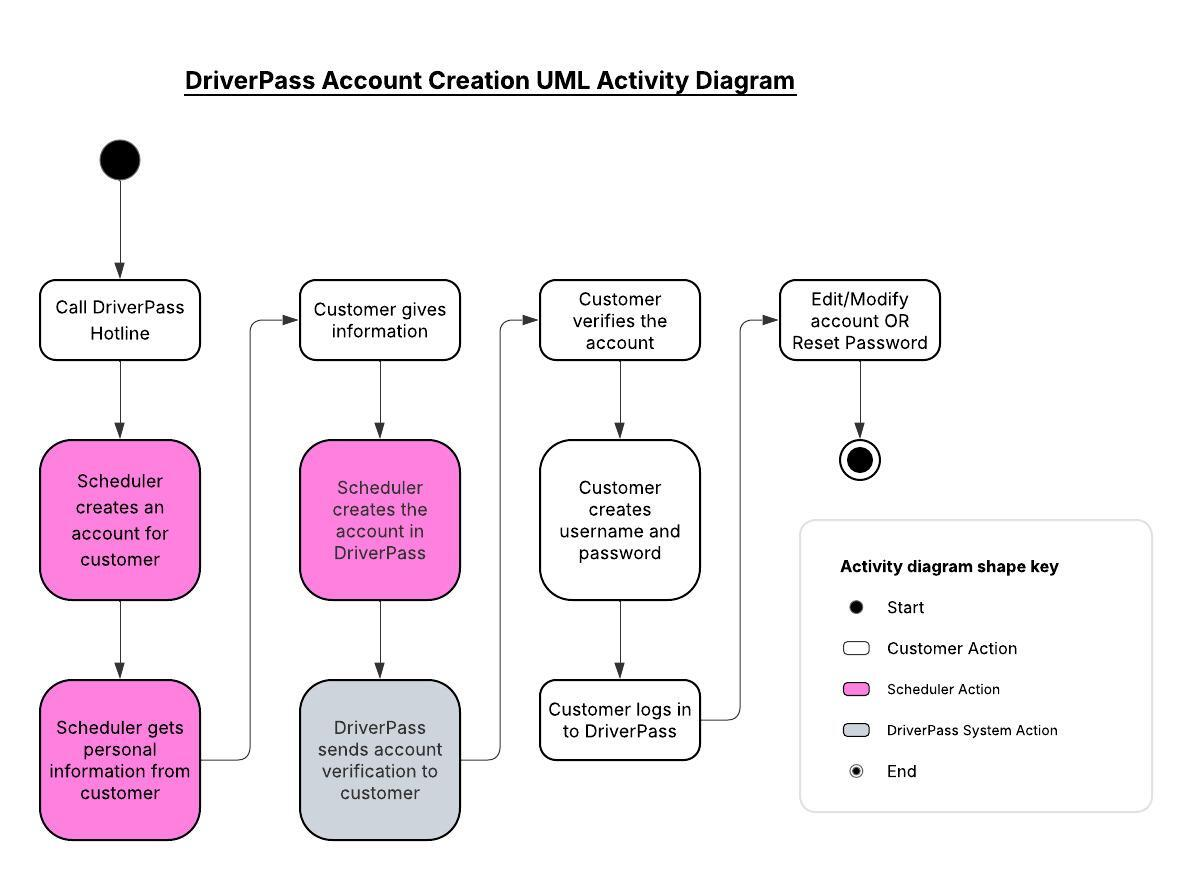 DriverPass Account Creation UML Activity Diagram
Call DriverPass
Hotline
Scheduler
creates an
account for
customer
Scheduler gets
personal
information from
customer
Customer gives
information
Scheduler
creates the
account in
DriverPass
DriverPass
sends account
verification to
customer
Customer
verifies the
account
Customer
creates
username and
password
Customer logs in
to DriverPass
Edit/Modify
account OR
Reset Password
Activity diagram shape key
Start
Customer Action
Scheduler Action
DriverPass System Action
End